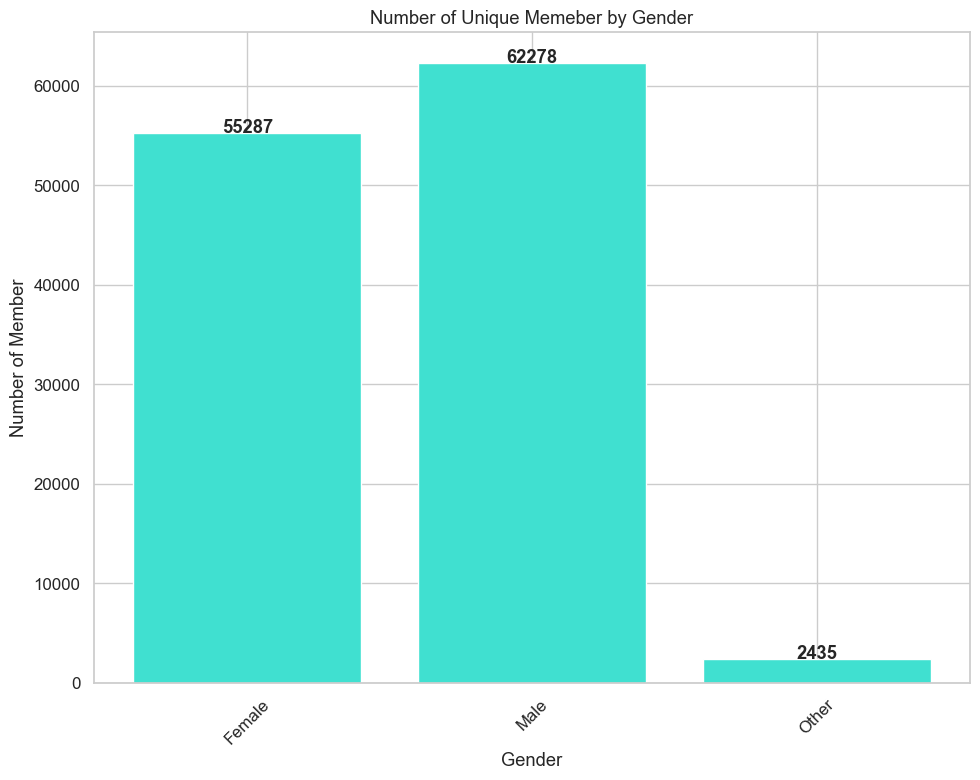 Number of Unique Memeber by Gender
62278
60000
55287
50000
40000
Number of Member
30000
20000
10000
2435
0
Female
Male
Other
Gender